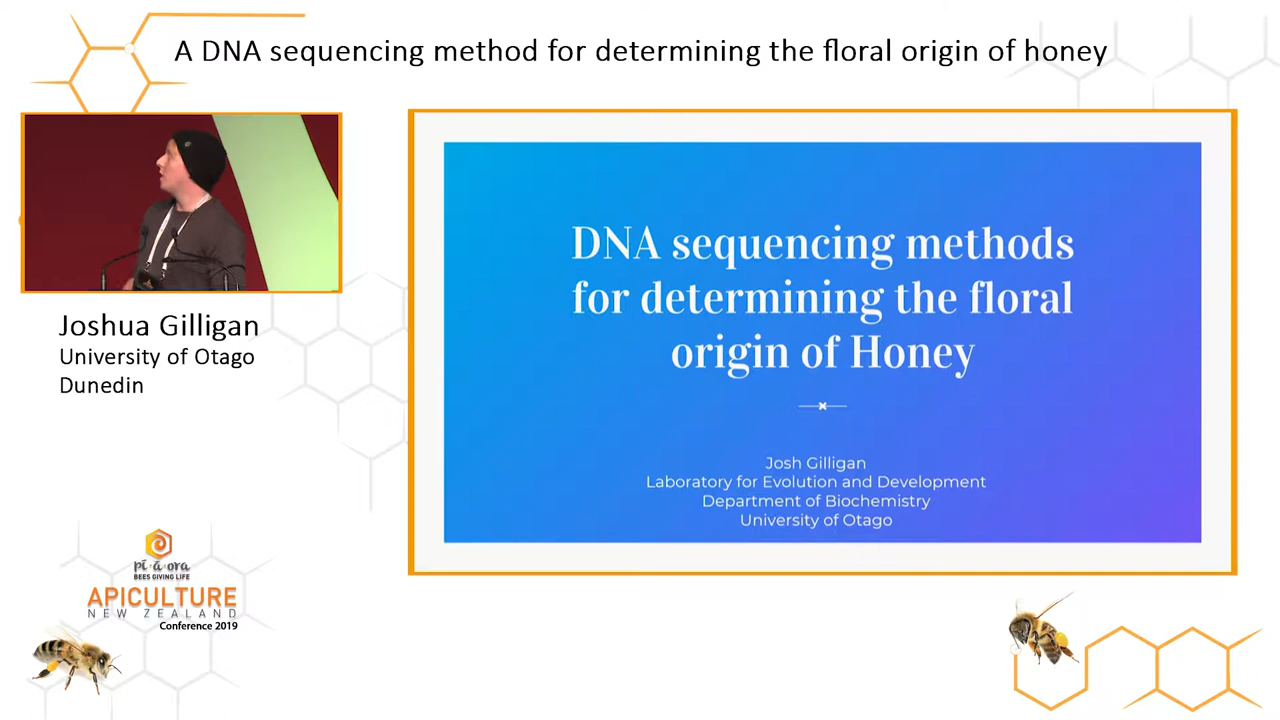 A DNA sequencing method for determining the floral origin of honey
DNA sequencing methods
for determining the floral
origin of Honey
Josh Gilligan
Laboratory for Evolution and Development
Department of Biochemistry
University of Otago
Joshua Gilligan
University of Otago
Dunedin
pī·ā·ora
BEES GIVING LIFE
APICULTURE
NEW ZEALAND
Conference 2019